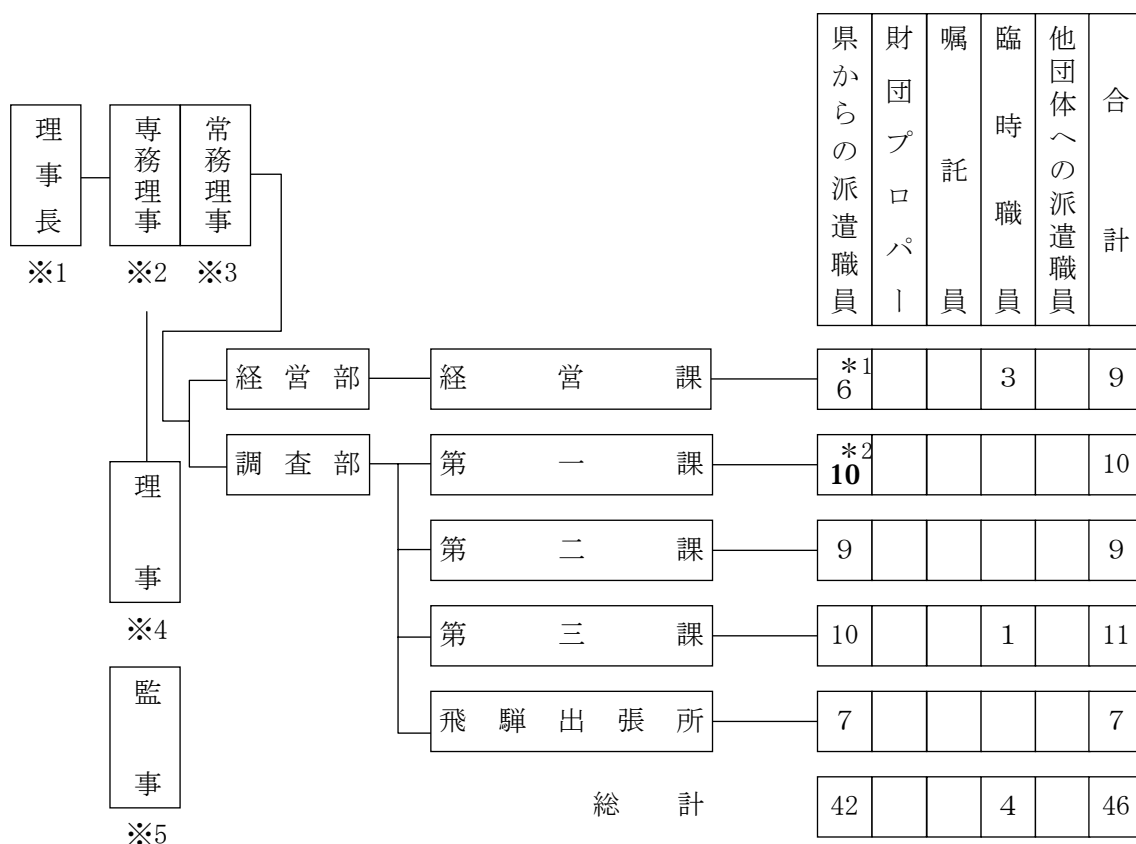 県からの派遣職員
財団プロパー
嘱託員
臨時職員
他団体への派遣職員
合計
理事長
専務理事
常務理事
※1
※2
※3
経営部
経営課
*1
6
3
9
調査部
第一課
*2
10
10
理事
第二課
9
9
※4
第三課
10
1
11
監事
飛騨出張所
7
7
※5
総計
42
4
46